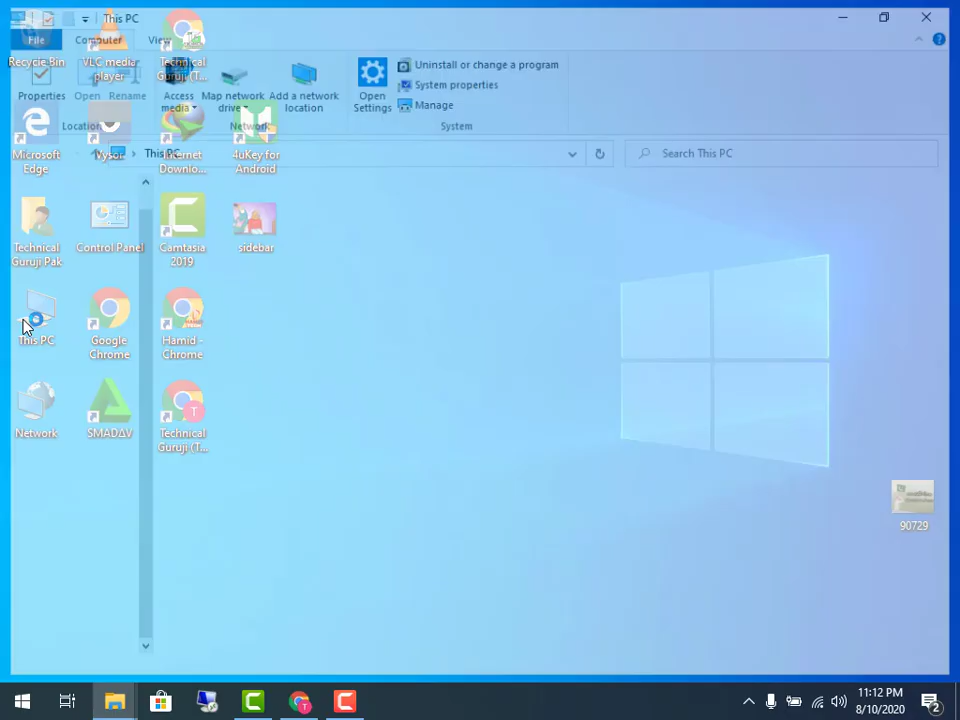 This PC
File
Computer
View
Properties
Open
Rename
Access media
Map network drive
Add a network location
Open Settings
Uninstall or change a program
System properties
Manage
Location
Network
System
This PC
Search This PC
Recycle Bin
VLC media player
Technical Guruji (T...
Microsoft Edge
Vysor
Internet Downlo...
4uKey for Android
Technical Guruji Pak
Control Panel
Camtasia 2019
sidebar
This PC
Google Chrome
Hamid - Chrome
Network
SMADAV
Technical Guruji (T...
90729
T
T
11:12 PM
8/10/2020
2